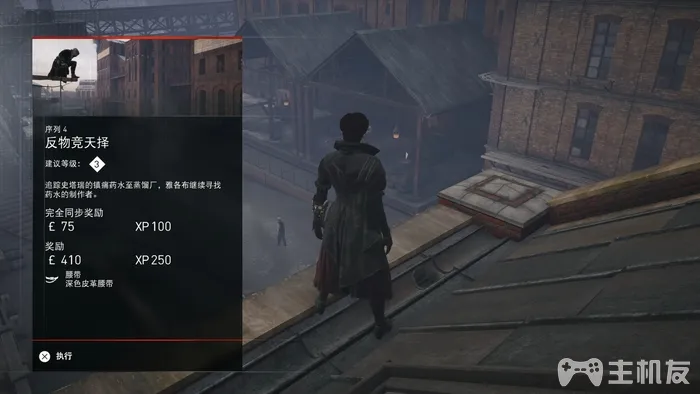 序列 4
反物竞天择
建议等级： 3
追踪史塔瑞的镇痛药水至蒸馏厂，雅各布继续寻找
药水的制作者。
完全同步奖励
£ 75 XP 100
奖励
£ 410 XP 250
腰带
深色皮革腰带
执行
主机友